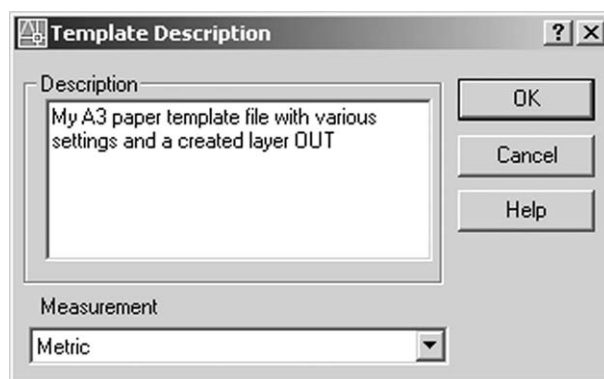 Template Description
Description
My A3 paper template file with various
settings and a created layer OUT
OK
Cancel
Help
Measurement
Metric